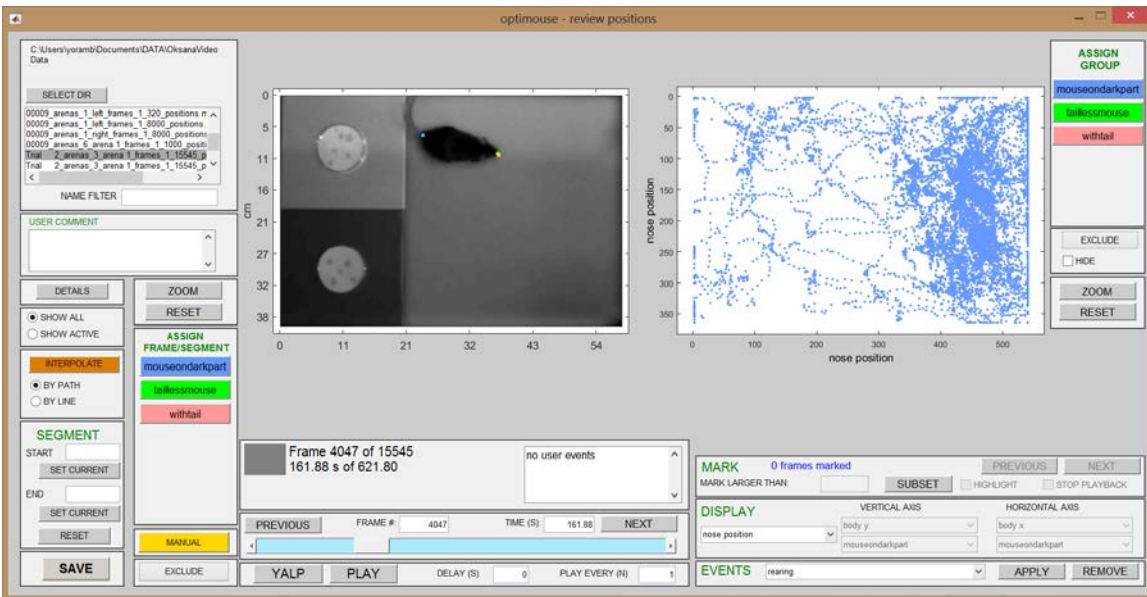 optimouse - review positions
C:\Users\yoramb\Documents\DATA\OksanaVideo
Data
SELECT DIR
00009_arenas_1_left_frames_1_320_positions.m
00009_arenas_1_left_frames_1_8000_positions.
00009_arenas_1_right_frames_1_8000_positions
00009_arenas_6_arena 1_frames_1_1000_positi
Trial 2_arenas_3_arena 1_frames_1_15545_p
Trial 2_arenas_3_arena 1_frames_1_15545_p
NAME FILTER
USER COMMENT
DETAILS
SHOW ALL
SHOW ACTIVE
INTERPOLATE
BY PATH
BY LINE
SEGMENT
START
SET CURRENT
END
SET CURRENT
RESET
SAVE
ZOOM
RESET
ASSIGN
FRAME/SEGMENT
mouseondarkpart
taillessmouse
withtail
MANUAL
EXCLUDE
0
5
11
16
21
27
32
38
cm
0 11 21 32 43 54
Frame 4047 of 15545
161.88 s of 621.80
no user events
PREVIOUS FRAME #: 4047 TIME (S): 161.88 NEXT
YALP PLAY DELAY (S) 0 PLAY EVERY (N) 1
0
50
100
150
200
250
300
350
nose position
0 100 200 300 400 500
nose position
MARK 0 frames marked PREVIOUS NEXT
MARK LARGER THAN: SUBSET HIGHLIGHT STOP PLAYBACK
DISPLAY VERTICAL AXIS HORIZONTAL AXIS
nose position body y body x
mouseondarkpart mouseondarkpart
EVENTS rearing APPLY REMOVE
ASSIGN
GROUP
mouseondarkpart
taillessmouse
withtail
EXCLUDE
HIDE
ZOOM
RESET